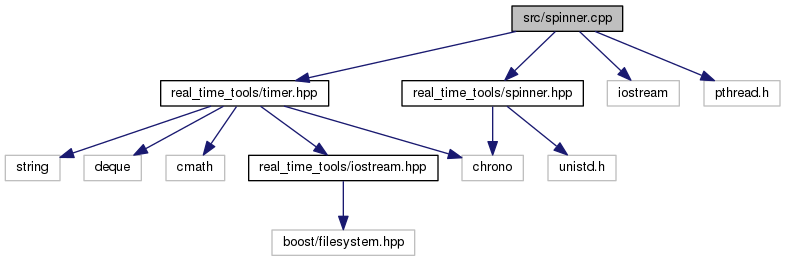 src/spinner.cpp
real_time_tools/timer.hpp
real_time_tools/spinner.hpp
iostream
pthread.h
string
deque
cmath
real_time_tools/iostream.hpp
chrono
unistd.h
boost/filesystem.hpp